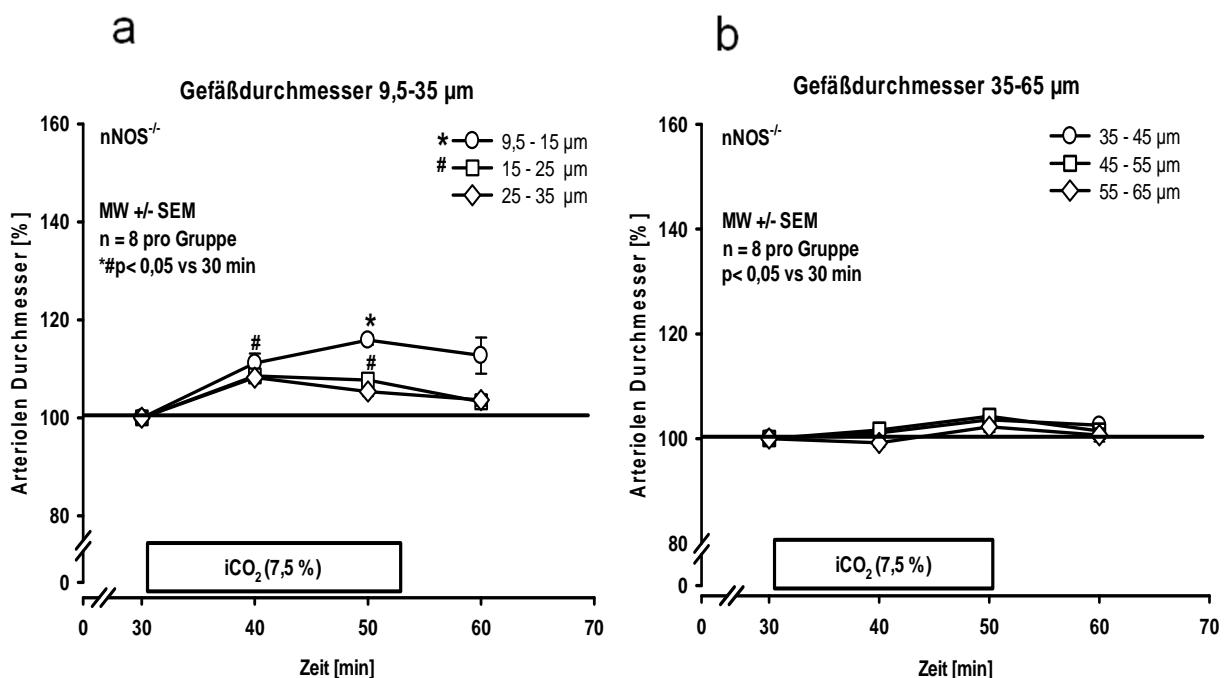 a
Gefäßdurchmesser 9,5-35 µm
160
140
120
100
80
0
Arteriolen Durchmesser [% ]
nNOS-/-
* 9,5 - 15 µm
# 15 - 25 µm
25 - 35 µm
MW +/- SEM
n = 8 pro Gruppe
*#p< 0,05 vs 30 min
#
*
#
iCO2 (7,5 %)
0 30 40 50 60 70
Zeit [min]
b
Gefäßdurchmesser 35-65 µm
160
140
120
100
80
0
Arteriolen Durchmesser [% ]
nNOS-/-
35 - 45 µm
45 - 55 µm
55 - 65 µm
MW +/- SEM
n = 8 pro Gruppe
p< 0,05 vs 30 min
iCO2 (7,5 %)
0 30 40 50 60 70
Zeit [min]